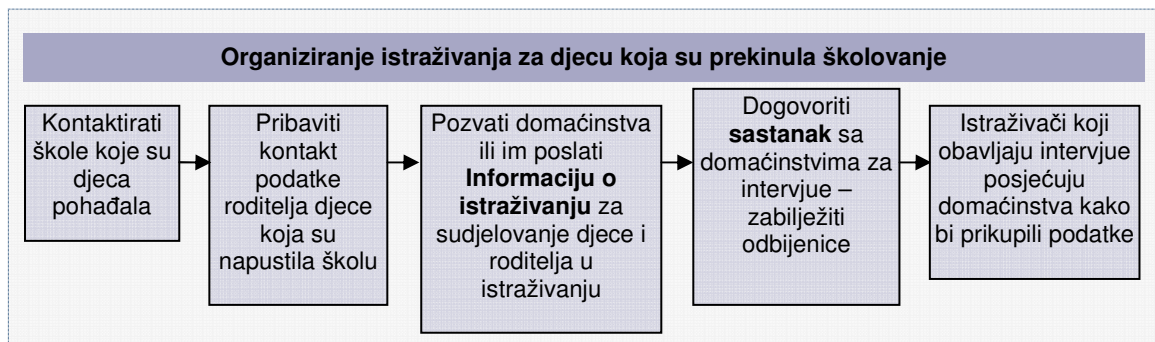 Organiziranje istraživanja za djecu koja su prekinula školovanje
Kontaktirati
škole koje su
djeca
pohađala
Pribaviti
kontakt
podatke
roditelja djece
koja su
napustila školu
Pozvati domaćinstva
ili im poslati
Informaciju o
istraživanju za
sudjelovanje djece i
roditelja u
istraživanju
Dogovoriti
sastanak sa
domaćinstvima za
intervjue –
zabilježiti
odbijenice
Istraživači koji
obavljaju intervjue
posjećuju
domaćinstva kako
bi prikupili podatke